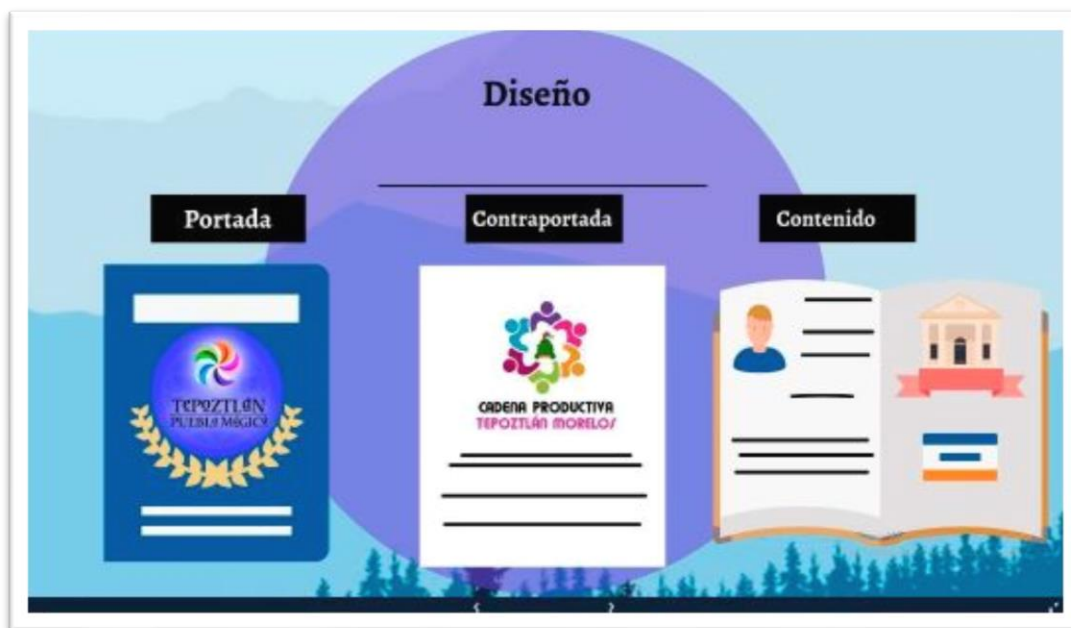 Diseño
Portada
Contraportada
Contenido
TEPOZTLÁN
PUEBLO MÁGICO
CADENA PRODUCTIVA
TEPOZTLÁN MORELOS